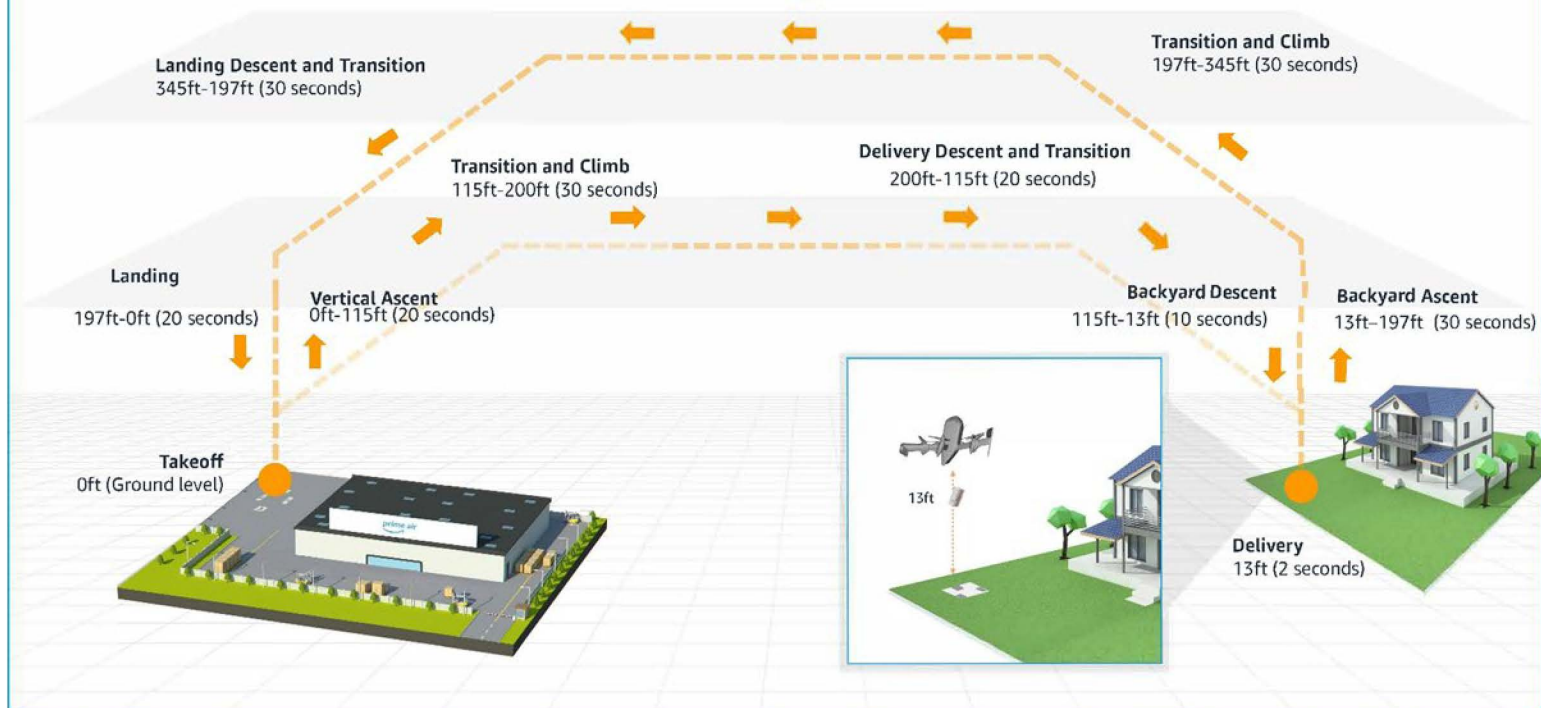 Landing Descent and Transition
345ft-197ft (30 seconds)
Transition and Climb
197ft-345ft (30 seconds)
Transition and Climb
115ft-200ft (30 seconds)
Delivery Descent and Transition
200ft-115ft (20 seconds)
Landing
197ft-0ft (20 seconds)
Vertical Ascent
0ft-115ft (20 seconds)
Backyard Descent
115ft-13ft (10 seconds)
Backyard Ascent
13ft–197ft (30 seconds)
Takeoff
0ft (Ground level)
prime air
13ft
Delivery
13ft (2 seconds)